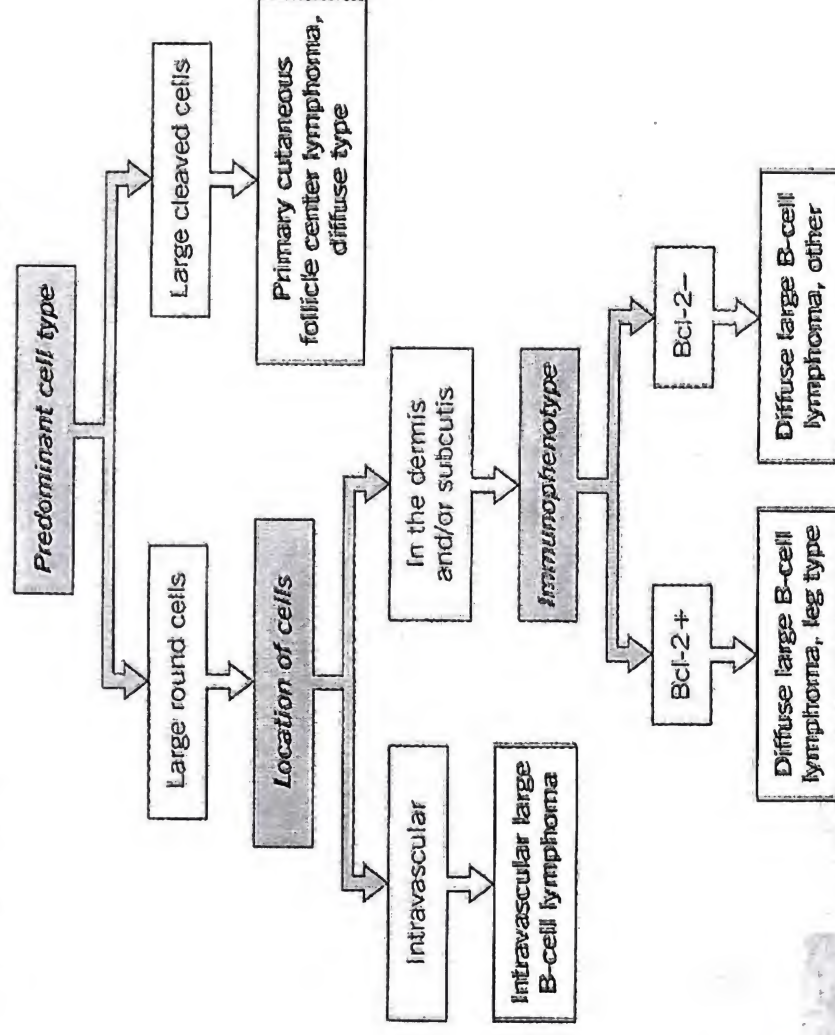 Predominant cell type
Large round cells
Large cleaved cells
Location of cells
Primary cutaneous
follicle center lymphoma,
diffuse type
Intravascular
In the dermis
and/or subcutis
Intravascular large
B-cell lymphoma
Immunophenotype
Bcl-2+
Bcl-2–
Diffuse large B-cell
lymphoma, leg type
Diffuse large B-cell
lymphoma, other